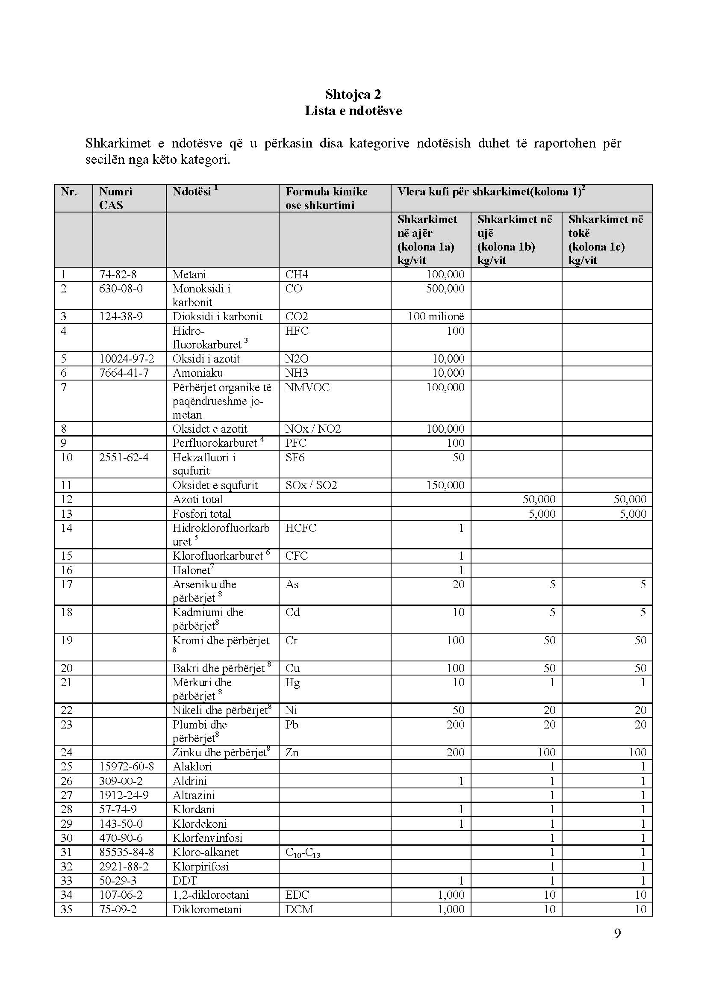 Shtojca 2
Lista e ndotësve
Shkarkimet e ndotësve që u përkasin disa kategorive ndotësish duhet të raportohen për
secilën nga këto kategori.
Nr. Numri CAS Ndotësi 1 Formula kimike ose shkurtimi Vlera kufi për shkarkimet(kolona 1)2
Shkarkimet në ajër (kolona 1a) kg/vit Shkarkimet në ujë (kolona 1b) kg/vit Shkarkimet në tokë (kolona 1c) kg/vit
1 74-82-8 Metani CH4 100,000
2 630-08-0 Monoksidi i karbonit CO 500,000
3 124-38-9 Dioksidi i karbonit CO2 100 milionë
4 Hidro-fluorokarburet 3 HFC 100
5 10024-97-2 Oksidi i azotit N2O 10,000
6 7664-41-7 Amoniaku NH3 10,000
7 Përbërjet organike të paqëndrueshme jo-metan NMVOC 100,000
8 Oksidet e azotit NOx / NO2 100,000
9 Perfluorokarburet 4 PFC 100
10 2551-62-4 Hekzafluori i squfurit SF6 50
11 Oksidet e squfurit SOx / SO2 150,000
12 Azoti total 50,000 50,000
13 Fosfori total 5,000 5,000
14 Hidroklorofluorkarburet 5 HCFC 1
15 Klorofluorkarburet 6 CFC 1
16 Halonet7 1
17 Arseniku dhe përbërjet 8 As 20 5 5
18 Kadmiumi dhe përbërjet8 Cd 10 5 5
19 Kromi dhe përbërjet 8 Cr 100 50 50
20 Bakri dhe përbërjet 8 Cu 100 50 50
21 Mërkuri dhe përbërjet 8 Hg 10 1 1
22 Nikeli dhe përbërjet8 Ni 50 20 20
23 Plumbi dhe përbërjet8 Pb 200 20 20
24 Zinku dhe përbërjet8 Zn 200 100 100
25 15972-60-8 Alaklori 1 1
26 309-00-2 Aldrini 1 1 1
27 1912-24-9 Altrazini 1 1
28 57-74-9 Klordani 1 1 1
29 143-50-0 Klordekoni 1 1 1
30 470-90-6 Klorfenvinfosi 1 1
31 85535-84-8 Kloro-alkanet C10-C13 1 1
32 2921-88-2 Klorpirifosi 1 1
33 50-29-3 DDT 1 1 1
34 107-06-2 1,2-dikloroetani EDC 1,000 10 10
35 75-09-2 Diklorometani DCM 1,000 10 10
9